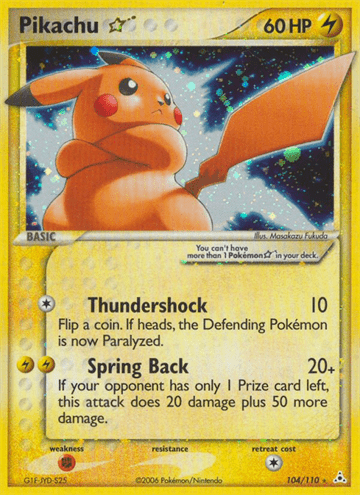 Pikachu ☆ 60 HP
BASIC
Illus. Masakazu Fukuda
You can't have
more than 1 Pokémon☆ in your deck.
Thundershock 10
Flip a coin. If heads, the Defending Pokémon
is now Paralyzed.
Spring Back 20+
If your opponent has only 1 Prize card left,
this attack does 20 damage plus 50 more
damage.
weakness resistance retreat cost
G1F-JYD-525 ©2006 Pokémon/Nintendo 104/110 ★